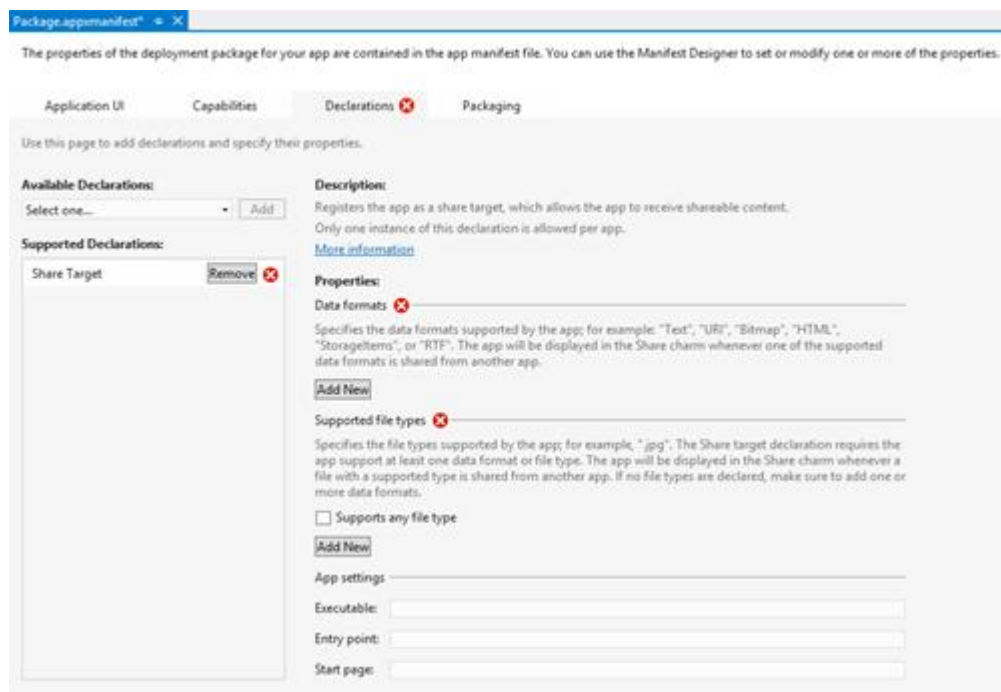 Package.appxmanifest*
The properties of the deployment package for your app are contained in the app manifest file. You can use the Manifest Designer to set or modify one or more of the properties.
Application UI Capabilities Declarations Packaging
Use this page to add declarations and specify their properties.
Available Declarations:
Select one...
Add
Supported Declarations:
Share Target
Remove
Description:
Registers the app as a share target, which allows the app to receive shareable content.
Only one instance of this declaration is allowed per app.
More information
Properties:
Data formats
Specifies the data formats supported by the app; for example: "Text", "URI", "Bitmap", "HTML",
"StorageItems", or "RTF". The app will be displayed in the Share charm whenever one of the supported
data formats is shared from another app.
Add New
Supported file types
Specifies the file types supported by the app; for example, ".jpg". The Share target declaration requires the
app support at least one data format or file type. The app will be displayed in the Share charm whenever a
file with a supported type is shared from another app. If no file types are declared, make sure to add one or
more data formats.
Supports any file type
Add New
App settings
Executable:
Entry point:
Start page: